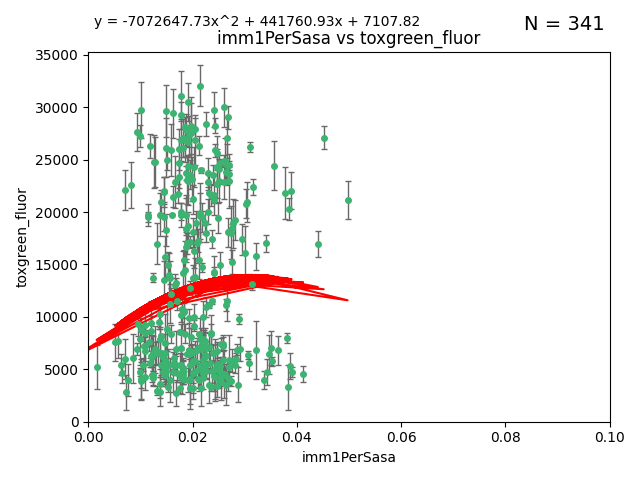 y = -7072647.73x^2 + 441760.93x + 7107.82
N = 341
imm1PerSasa vs toxgreen_fluor
35000
30000
25000
20000
15000
10000
5000
0
toxgreen_fluor
0.00 0.02 0.04 0.06 0.08 0.10
imm1PerSasa